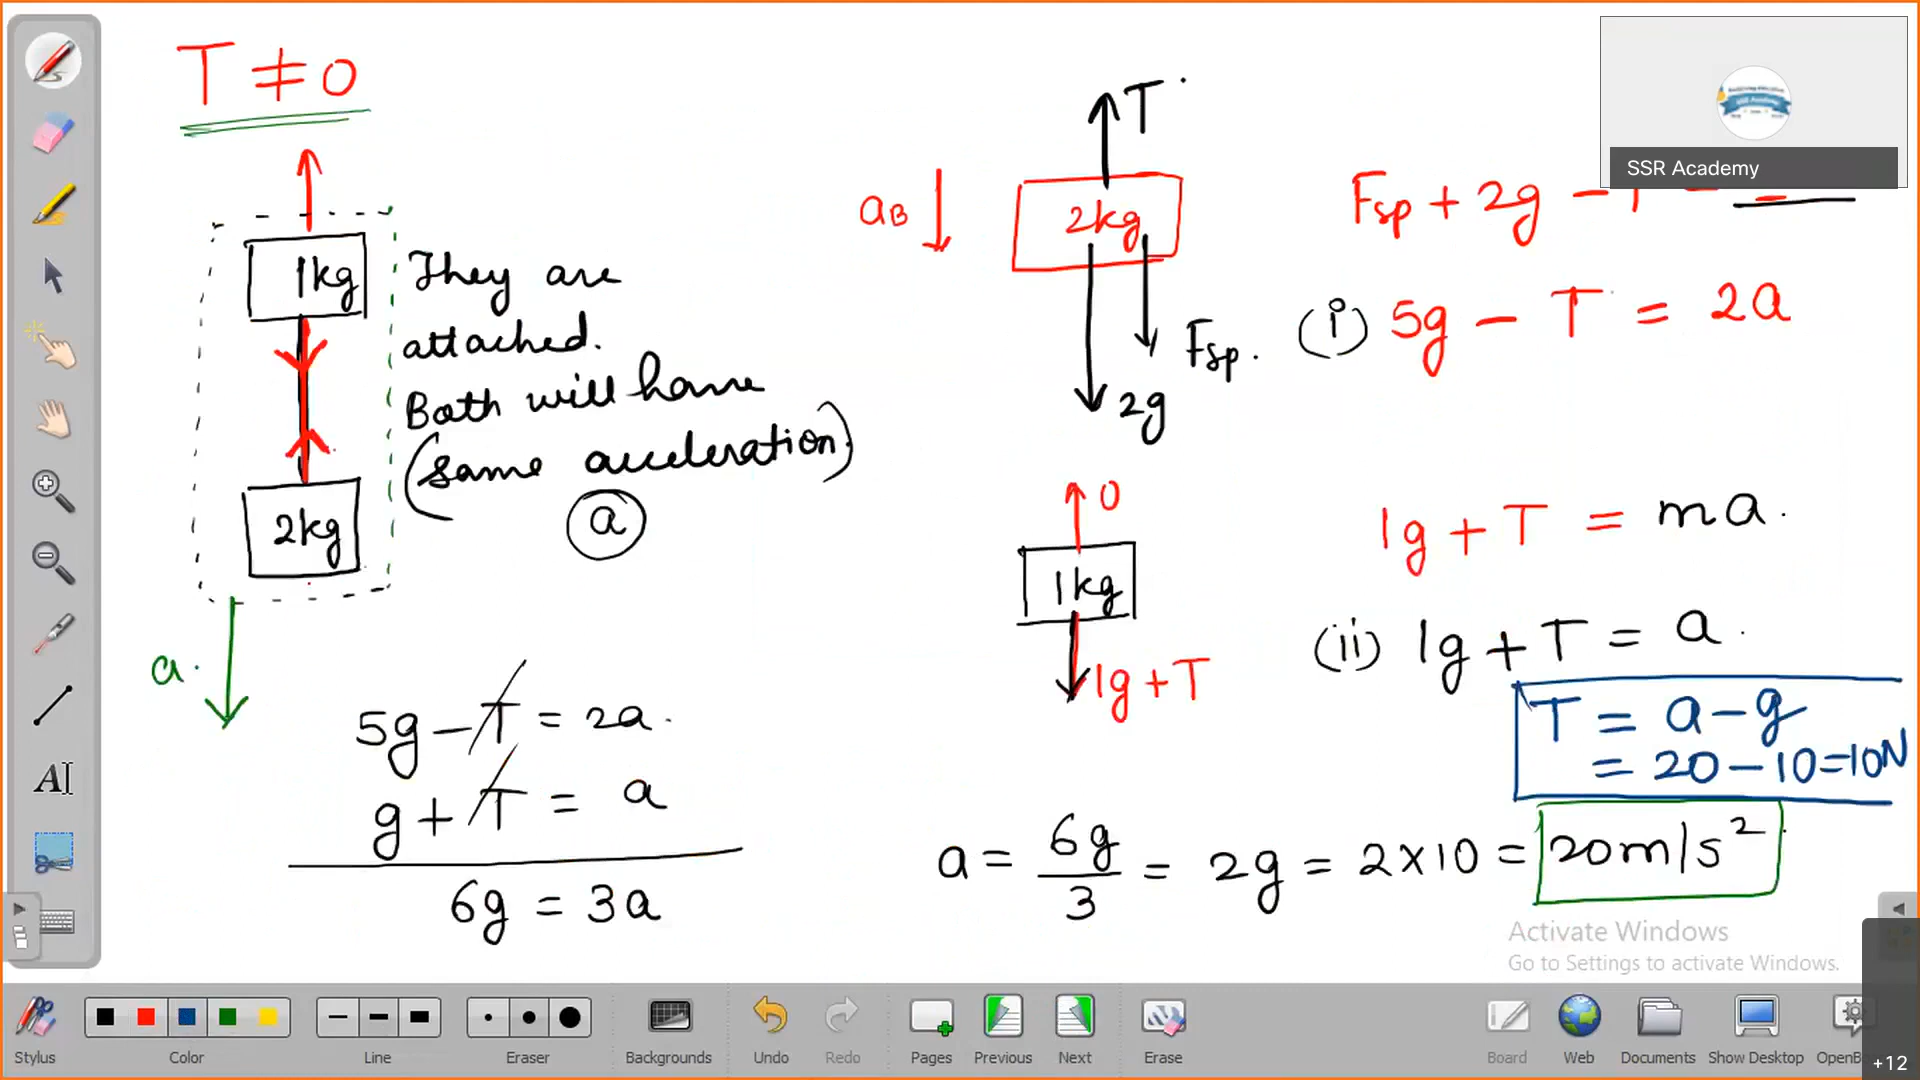 T ≠ 0
1kg
They are
attached.
Both will have
(same acceleration)
a
2kg
a.
5g - T = 2a.
g + T = a
6g = 3a
T
aB
2kg
Fsp.
2g
0
1kg
1g + T
SSR Academy
Fsp + 2g - T
(i) 5g - T = 2a
1g + T = ma.
(ii) 1g + T = a.
T = a - g
= 20 - 10 = 10N
a = 6g/3 = 2g = 2 × 10 = 20m/s²
Activate Windows
Go to Settings to activate Windows.
Stylus
Color
Line
Eraser
Backgrounds
Undo
Redo
Pages
Previous
Next
Erase
Board
Web
Documents
Show Desktop
OpenBo
+12